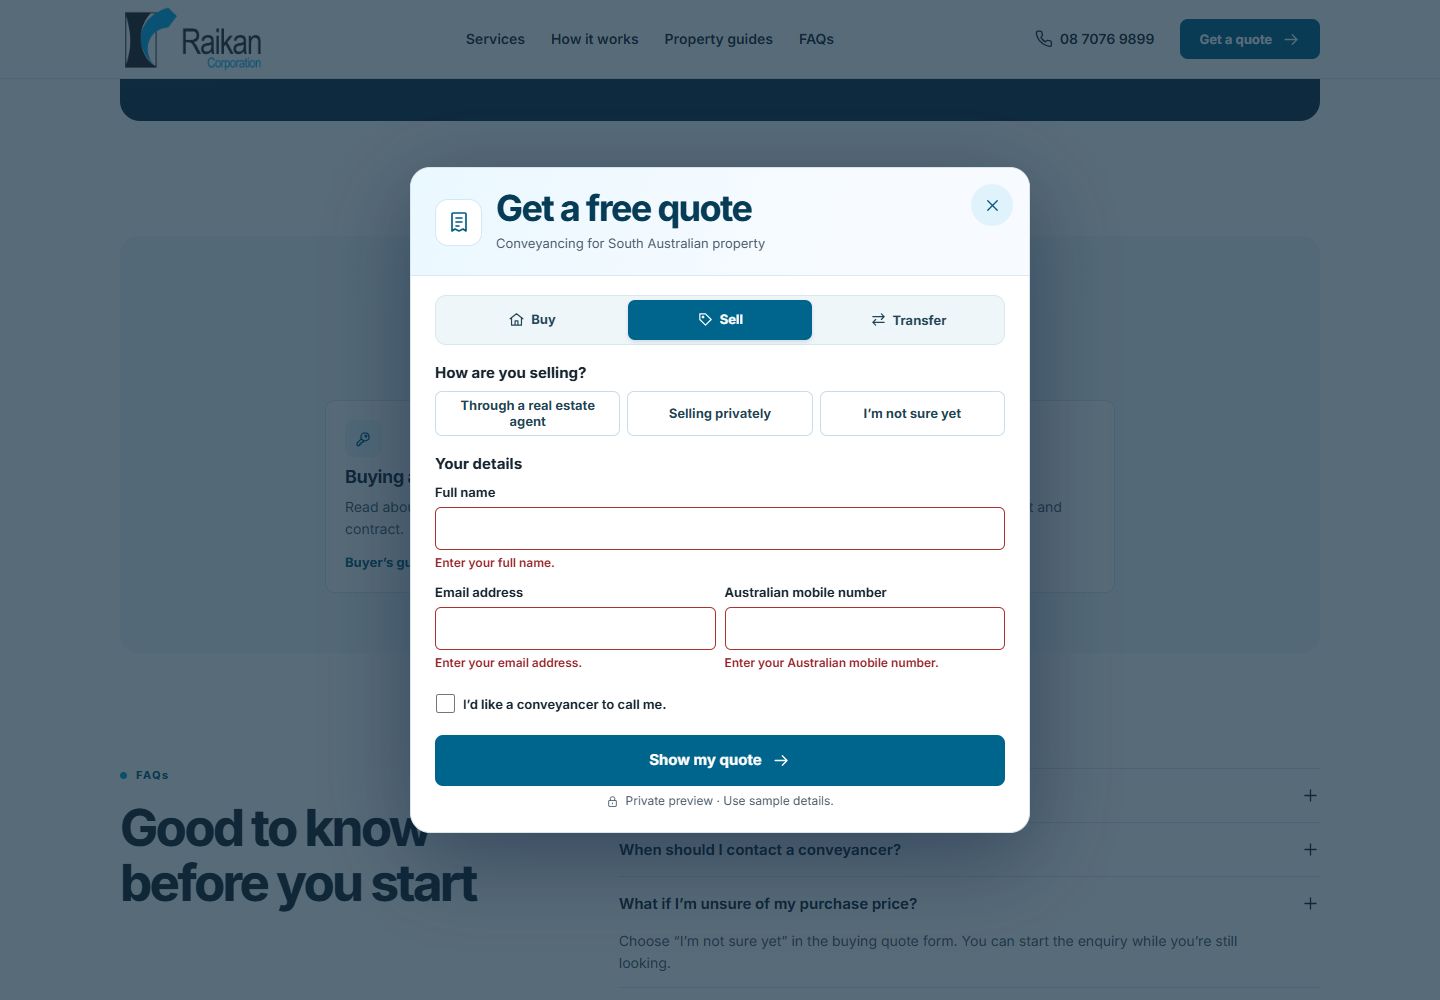 Raikan
Corporation
Services
How it works
Property guides
FAQs
08 7076 9899
Get a quote
Get a free quote
Conveyancing for South Australian property
Buy
Sell
Transfer
How are you selling?
Through a real estate
agent
Selling privately
I’m not sure yet
Your details
Full name
Enter your full name.
Email address
Australian mobile number
Enter your email address.
Enter your Australian mobile number.
I’d like a conveyancer to call me.
Show my quote
Private preview · Use sample details.
Buying
Read
contract.
Buyer’s
and
FAQs
Good to know
before you start
When should I contact a conveyancer?
What if I’m unsure of my purchase price?
Choose “I’m not sure yet” in the buying quote form. You can start the enquiry while you’re still
looking.